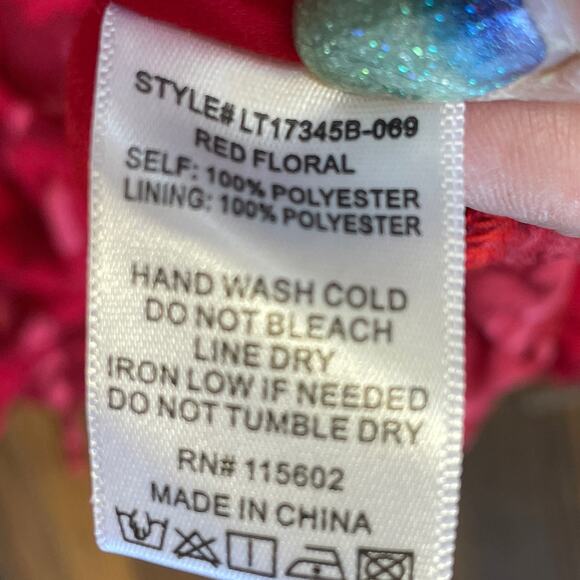 STYLE# LT17345B-069
RED FLORAL
SELF: 100% POLYESTER
LINING: 100% POLYESTER
HAND WASH COLD
DO NOT BLEACH
LINE DRY
IRON LOW IF NEEDED
DO NOT TUMBLE DRY
RN# 115602
MADE IN CHINA